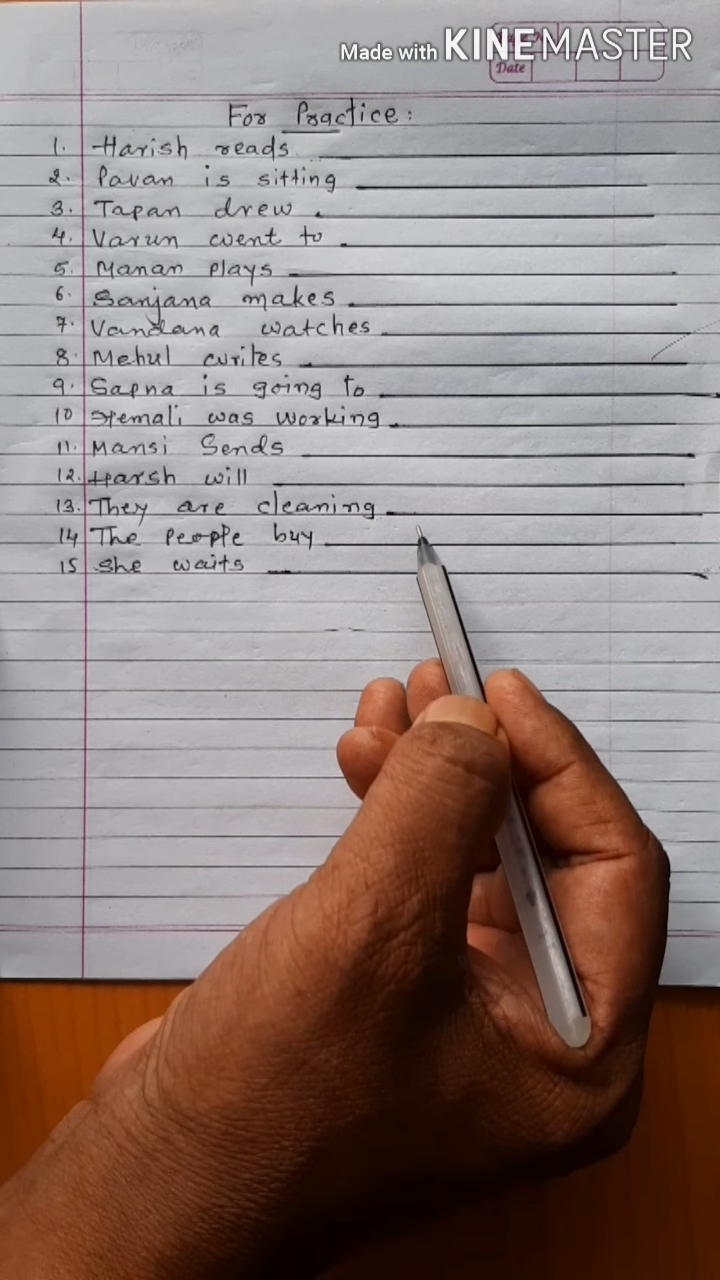 Made with KINEMASTER
Date
For Practice:
1. Harish reads
2. Pavan is sitting
3. Tapan drew
4. Varun went to
5. Manan plays
6. Sanjana makes
7. Vandana watches
8. Mehul writes
9. Sapna is going to
10 Hemali was working
11. Mansi Sends
12. Harsh will
13. They are cleaning
14 The people buy
15 She waits